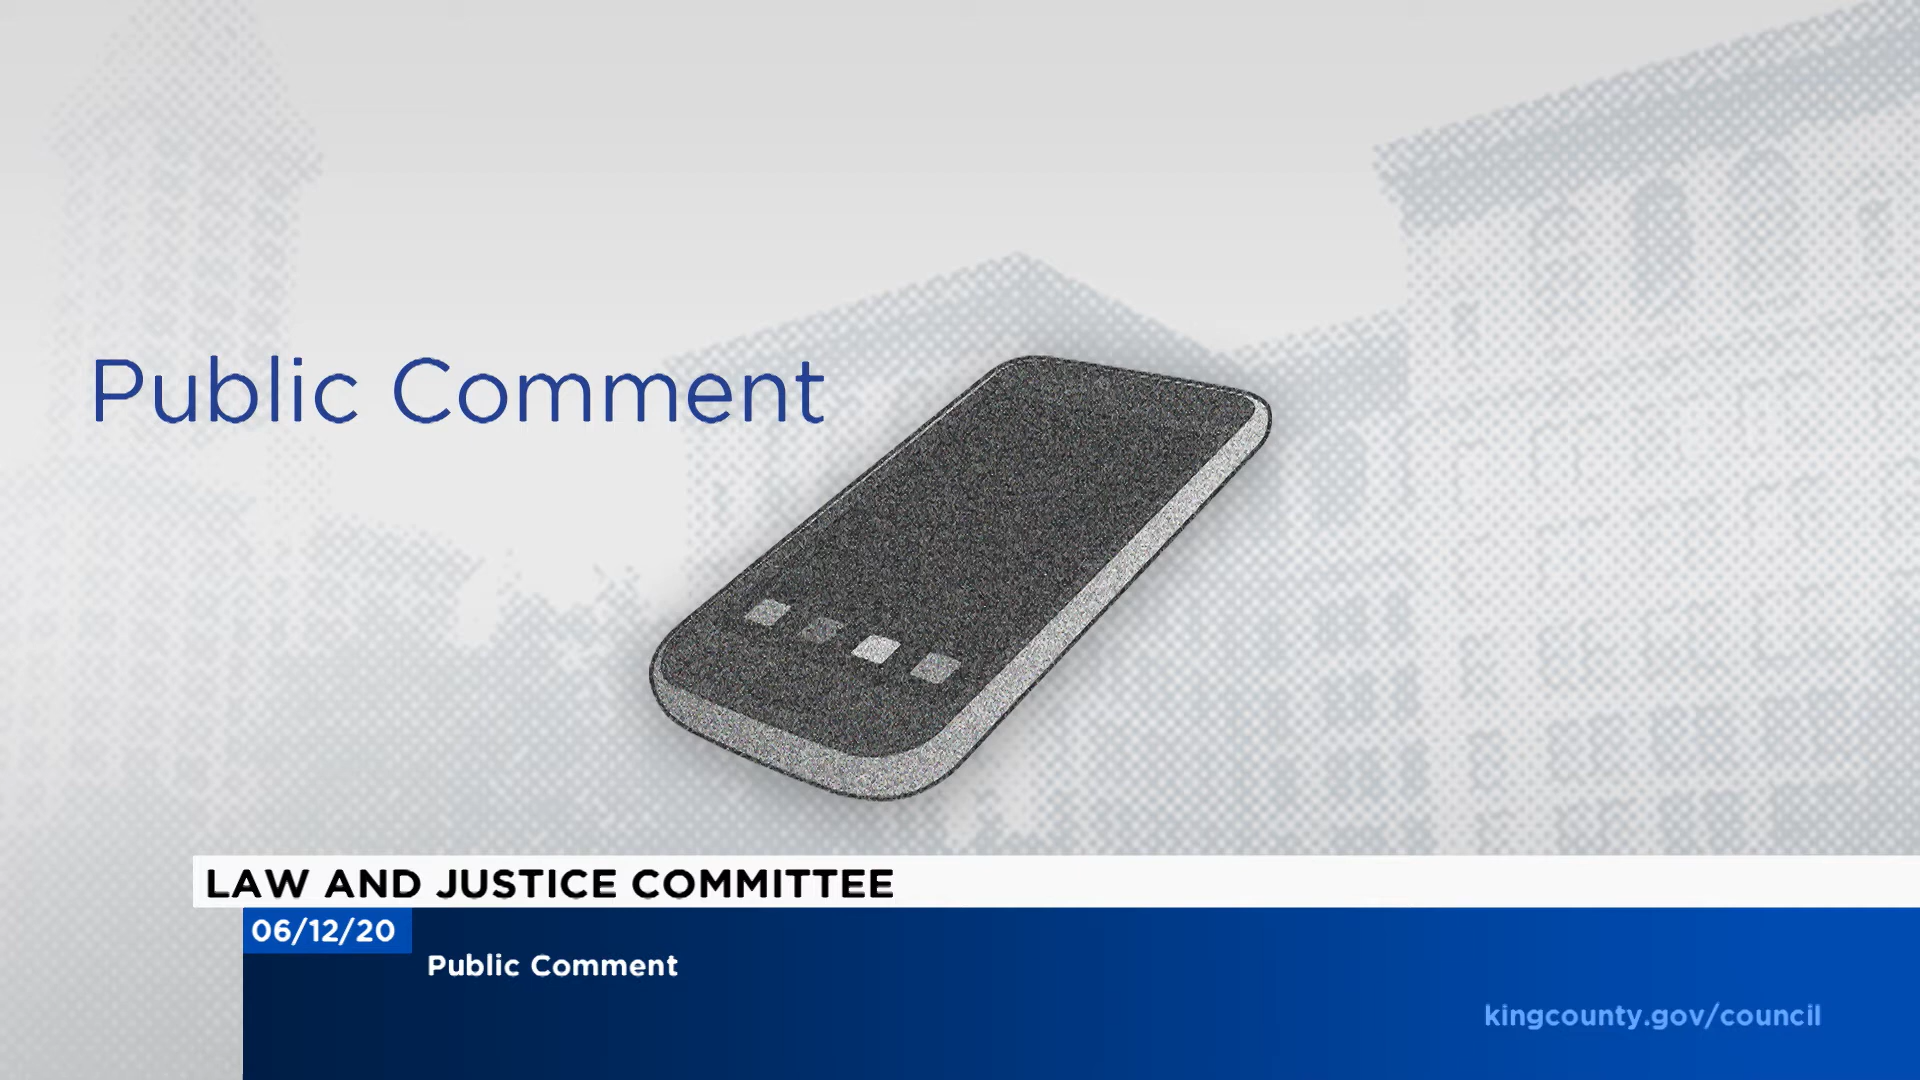 Public Comment
LAW AND JUSTICE COMMITTEE
06/12/20
Public Comment
kingcounty.gov/council